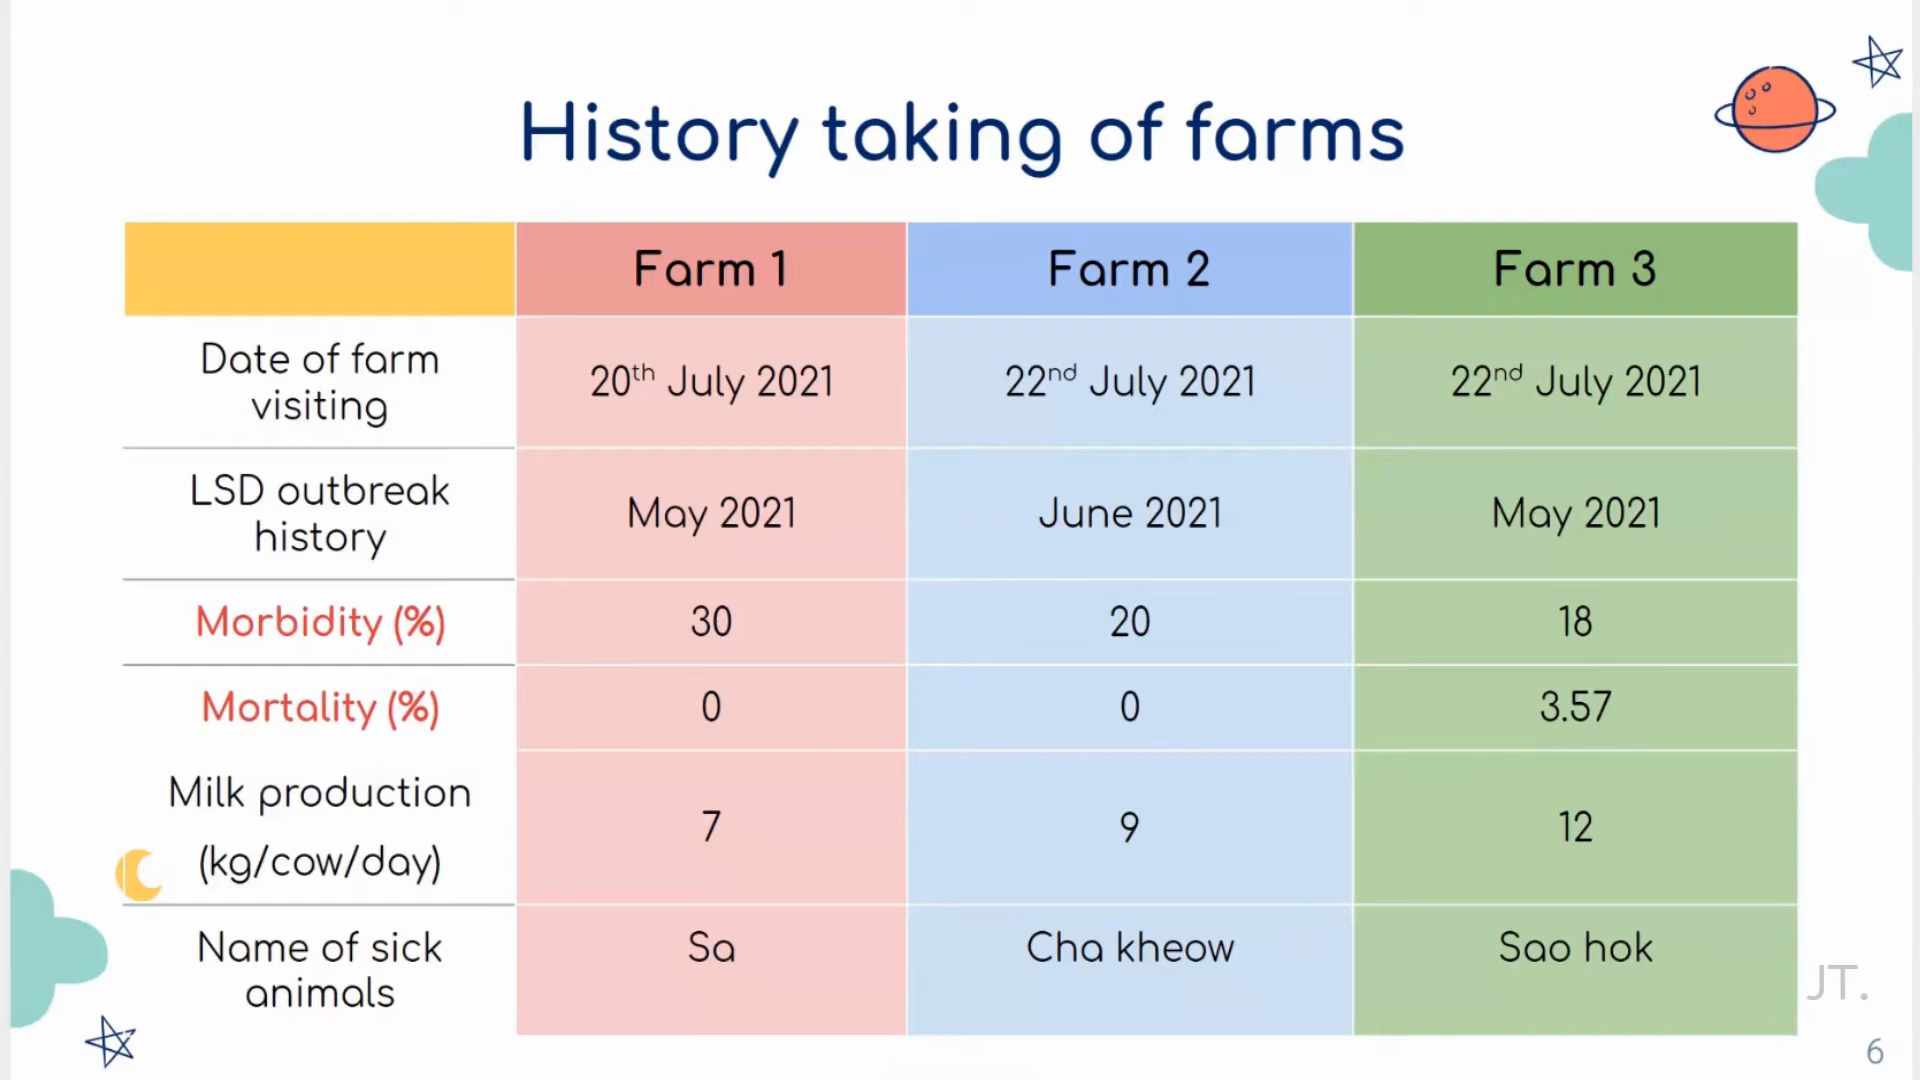 History taking of farms
Farm 1 Farm 2 Farm 3
Date of farm
visiting
20th July 2021 22nd July 2021 22nd July 2021
LSD outbreak
history
May 2021 June 2021 May 2021
Morbidity (%) 30 20 18
Mortality (%) 0 0 3.57
Milk production
(kg/cow/day)
7 9 12
Name of sick
animals
Sa Cha kheow Sao hok
JT.
6